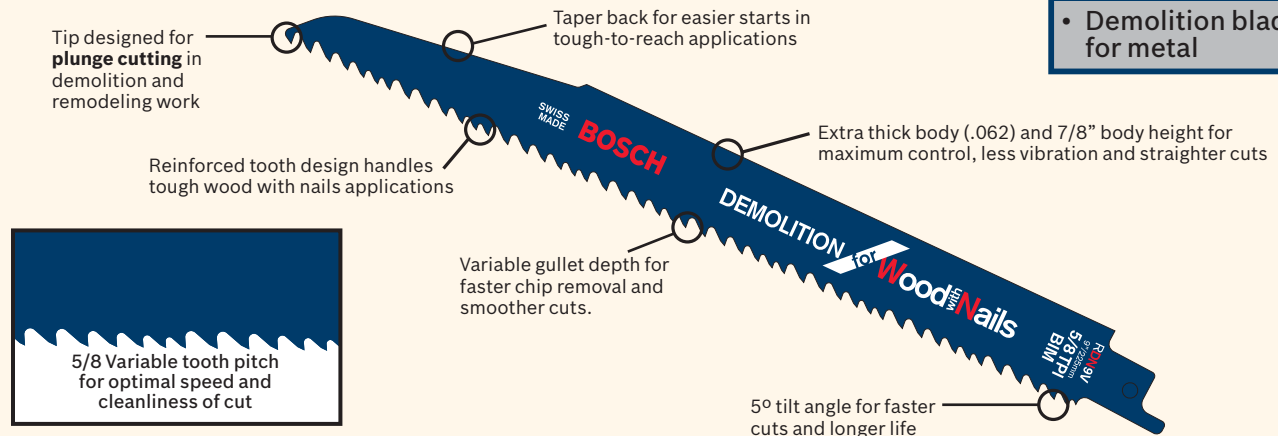 Tip designed for
plunge cutting in
demolition and
remodeling work
Taper back for easier starts in
tough-to-reach applications
• Demolition
for metal
Reinforced tooth design handles
tough wood with nails applications
Extra thick body (.062) and 7/8” body height for
maximum control, less vibration and straighter cuts
SWISS
MADE
BOSCH
DEMOLITION
for
Wood with Nails
RDN9V
9"/225mm
5/8 TPI
BIM
Variable gullet depth for
faster chip removal and
smoother cuts.
5/8 Variable tooth pitch
for optimal speed and
cleanliness of cut
5º tilt angle for faster
cuts and longer life